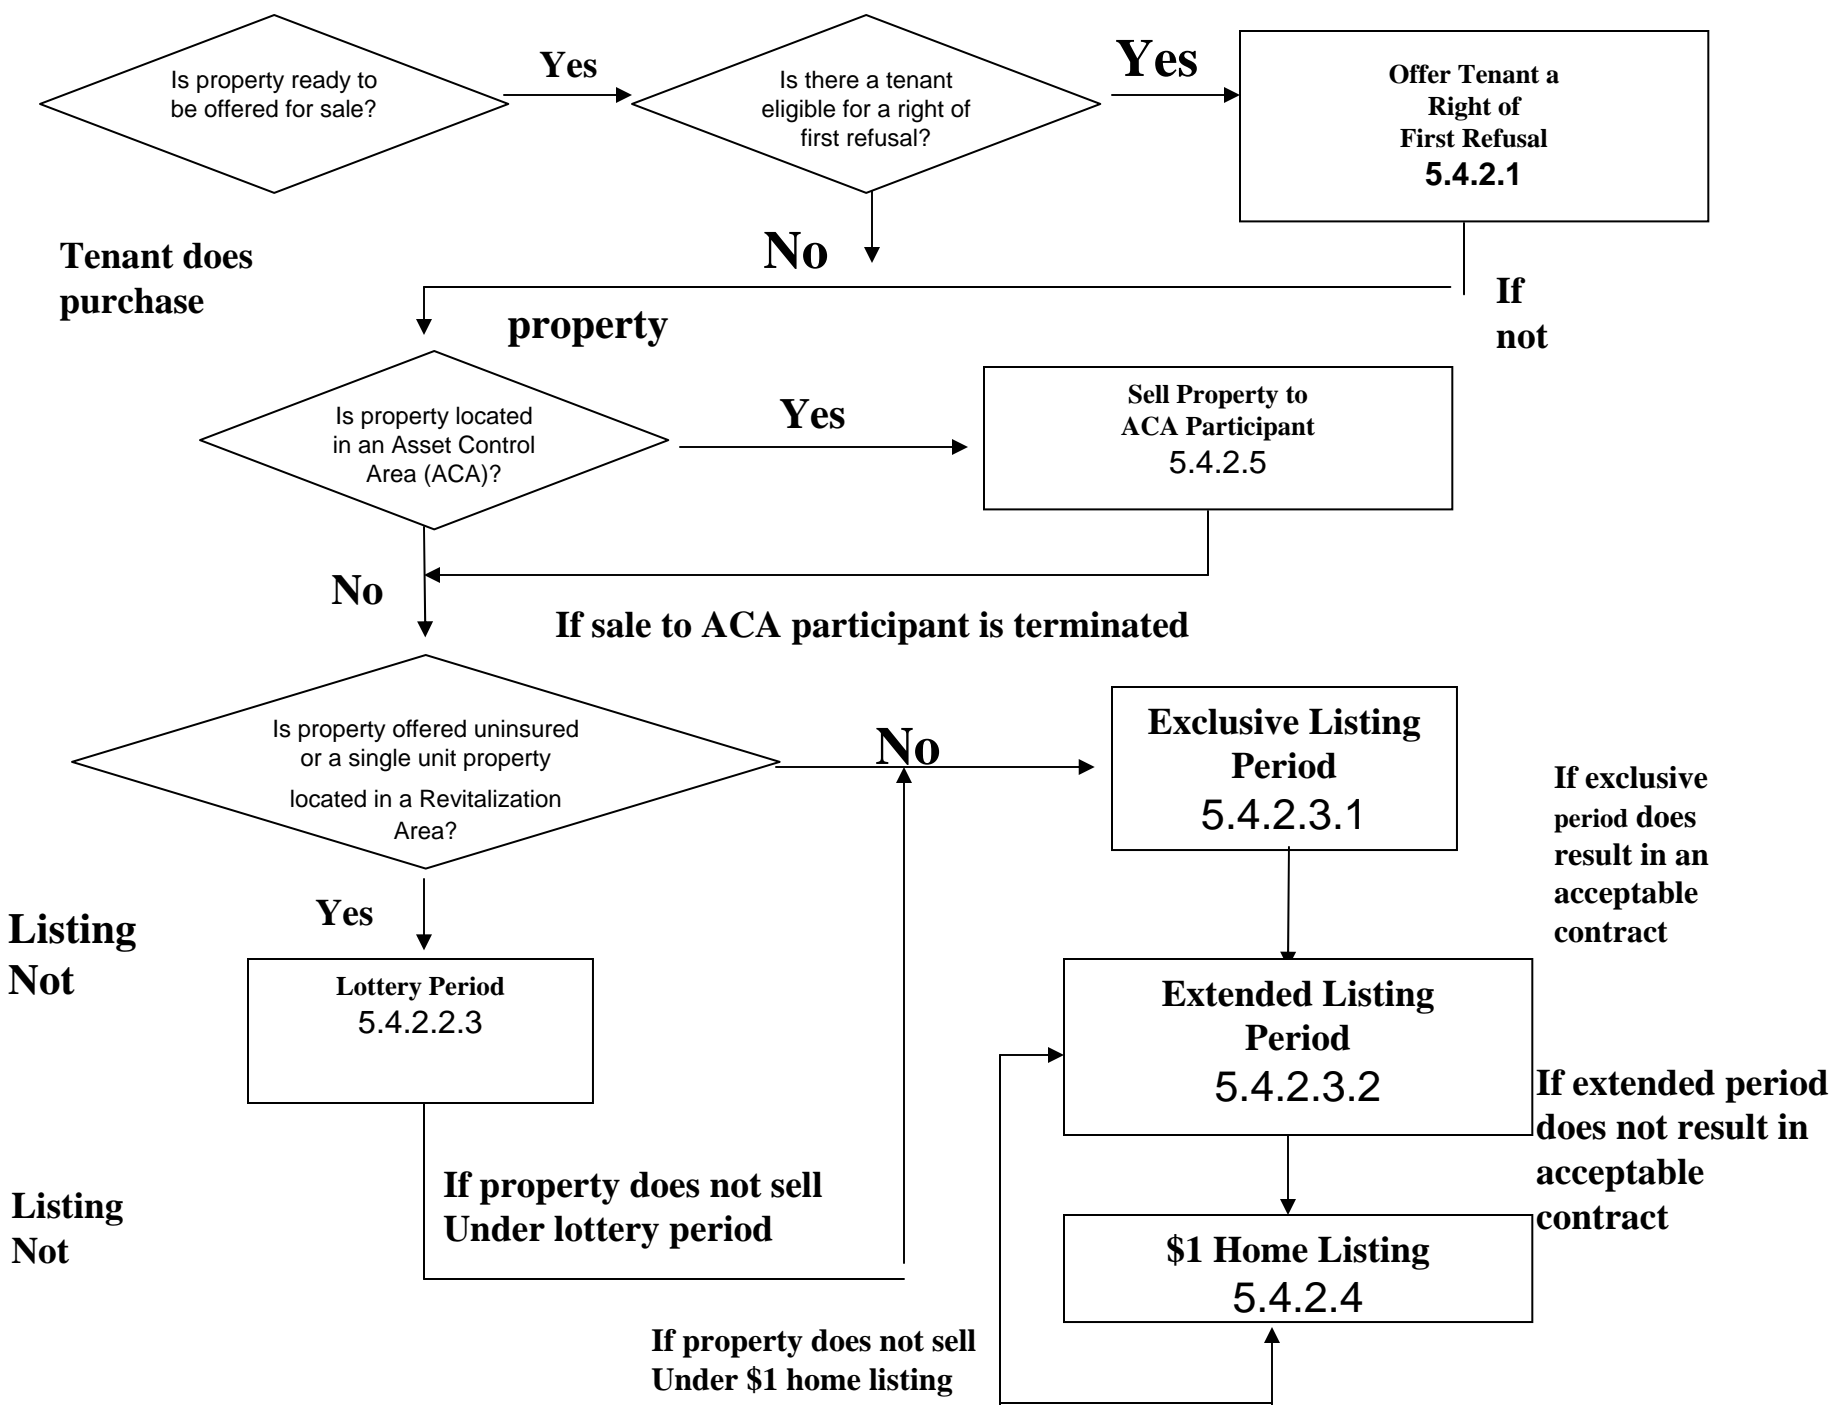 Is property ready to
be offered for sale?
Yes
Is there a tenant
eligible for a right of
first refusal?
Yes
Offer Tenant a
Right of
First Refusal
5.4.2.1
No
Tenant does
purchase
If
not
property
Is property located
in an Asset Control
Area (ACA)?
Yes
Sell Property to
ACA Participant
5.4.2.5
No
If sale to ACA participant is terminated
Is property offered uninsured
or a single unit property
located in a Revitalization
Area?
No
Exclusive Listing
Period
5.4.2.3.1
If exclusive
period does
result in an
acceptable
contract
Yes
Listing
Not
Lottery Period
5.4.2.2.3
Extended Listing
Period
5.4.2.3.2
If extended period
does not result in
acceptable
contract
If property does not sell
Under lottery period
Listing
Not
$1 Home Listing
5.4.2.4
If property does not sell
Under $1 home listing